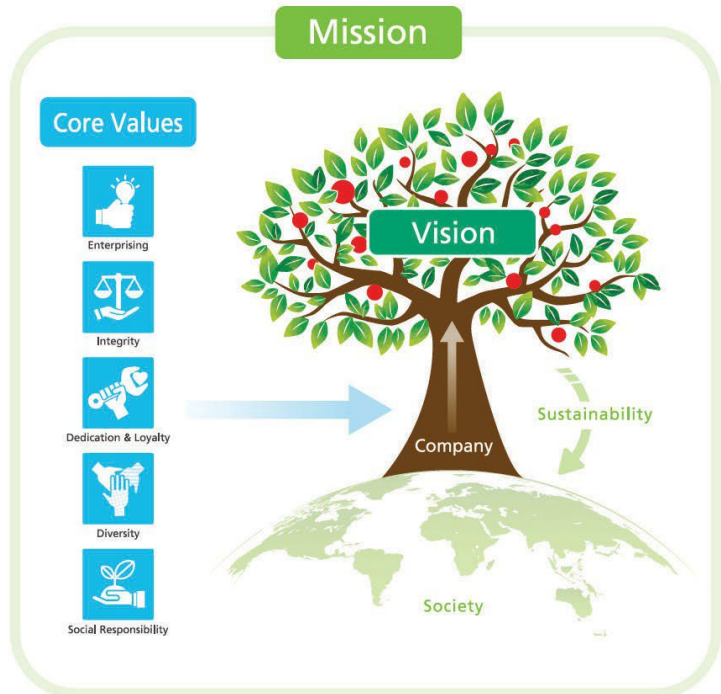 Mission
Core Values
Enterprising
Integrity
Dedication & Loyalty
Diversity
Social Responsibility
Vision
Company
Sustainability
Society